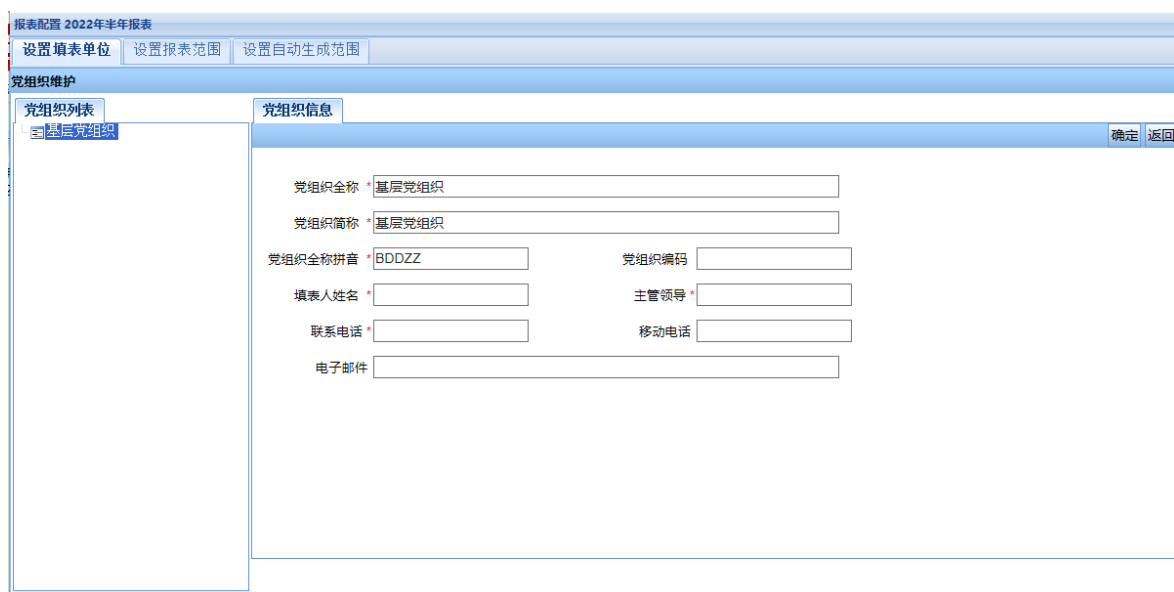 报表配置 2022年半年报表
设置填表单位 设置报表范围 设置自动生成范围
党组织维护
党组织列表 党组织信息
基层党组织
确定 返回
党组织全称 * 基层党组织
党组织简称 * 基层党组织
党组织全称拼音 * BDDZZ 党组织编码
填表人姓名 * 主管领导 *
联系电话 * 移动电话
电子邮件